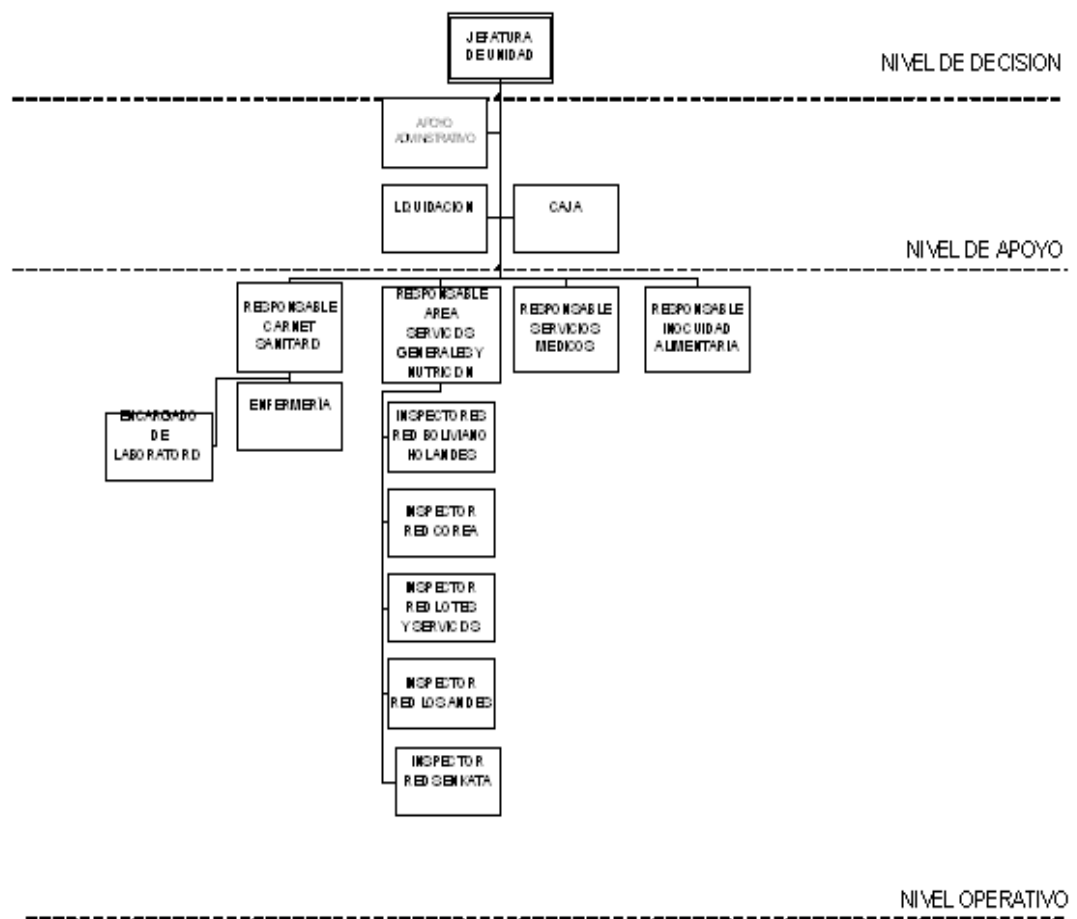 JEFATURA
DE UNIDAD
NIVEL DE DECISION
APOYO
ADMINISTRATIVO
LIQUIDACION
CAJA
NIVEL DE APOYO
RESPONSABLE
CARNET
SANITARIO
RESPONSABLE
AREA
SERVICIOS
GENERALES Y
NUTRICION
RESPONSABLE
SERVICIOS
MEDICOS
RESPONSABLE
INOCUIDAD
ALIMENTARIA
ENCARGADO
DE
LABORATORIO
ENFERMERÌA
INSPECTORES
RED BOLIVIANO
HOLANDES
INSPECTOR
RED COREA
INSPECTOR
RED LOTES
Y SERVICIOS
INSPECTOR
RED LOS ANDES
INSPECTOR
RED SENKATA
NIVEL OPERATIVO